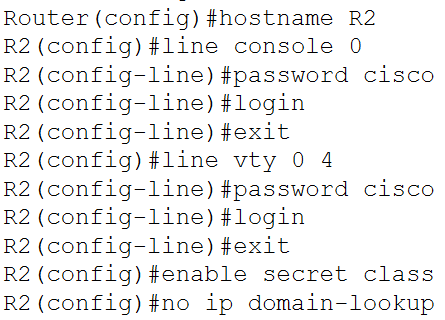 Router(config)#hostname R2
R2(config)#line console 0
R2(config-line)#password cisco
R2(config-line)#login
R2(config-line)#exit
R2(config)#line vty 0 4
R2(config-line)#password cisco
R2(config-line)#login
R2(config-line)#exit
R2(config)#enable secret class
R2(config)#no ip domain-lookup